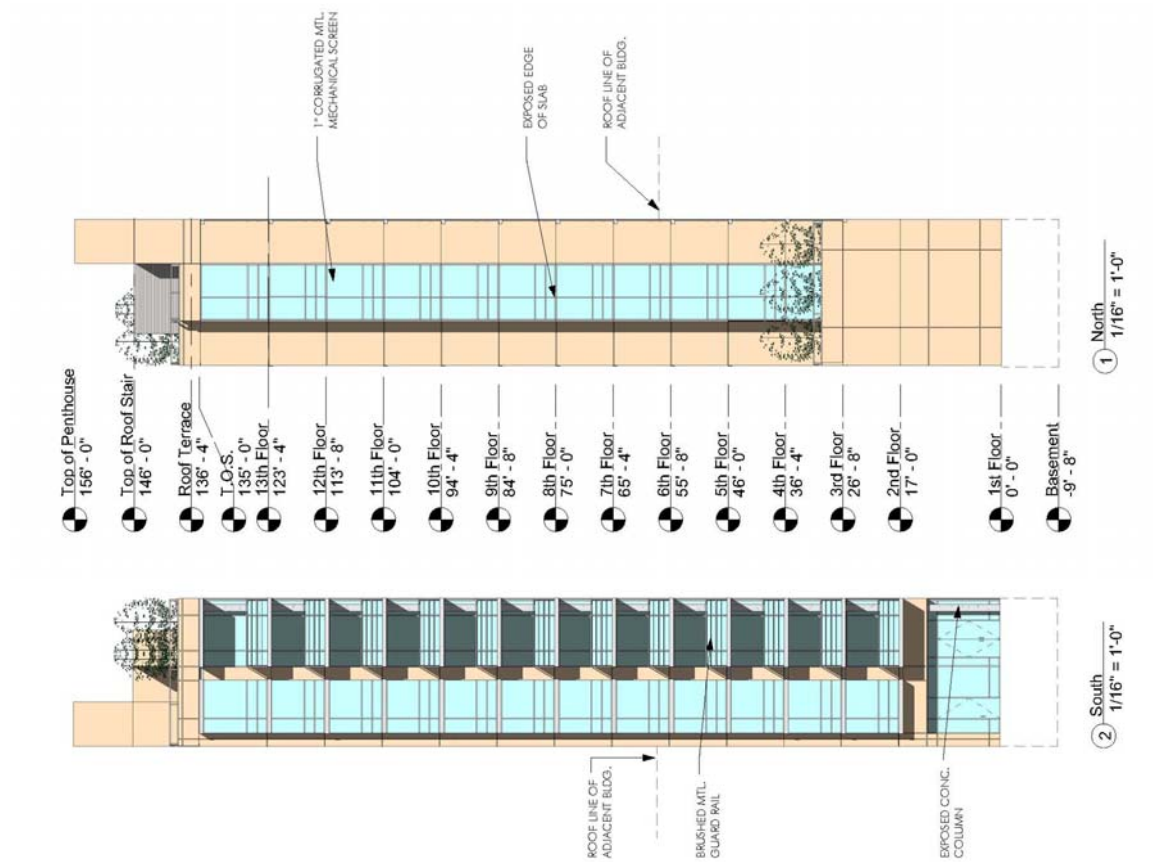 1" CORRUGATED MTL.
MECHANICAL SCREEN
EXPOSED EDGE
OF SLAB
ROOF LINE OF
ADJACENT BLDG.
1
North
1/16" = 1'-0"
Top of Penthouse
156' - 0"
Top of Roof Stair
146' - 0"
Roof Terrace
136' - 4"
T.O.S.
135' - 0"
13th Floor
123' - 4"
12th Floor
113' - 8"
11th Floor
104' - 0"
10th Floor
94' - 4"
9th Floor
84' - 8"
8th Floor
75' - 0"
7th Floor
65' - 4"
6th Floor
55' - 8"
5th Floor
46' - 0"
4th Floor
36' - 4"
3rd Floor
26' - 8"
2nd Floor
17' - 0"
1st Floor
0' - 0"
Basement
-9' - 8"
ROOF LINE OF
ADJACENT BLDG.
BRUSHED MTL.
GUARD RAIL
EXPOSED CONC.
COLUMN
2
South
1/16" = 1'-0"